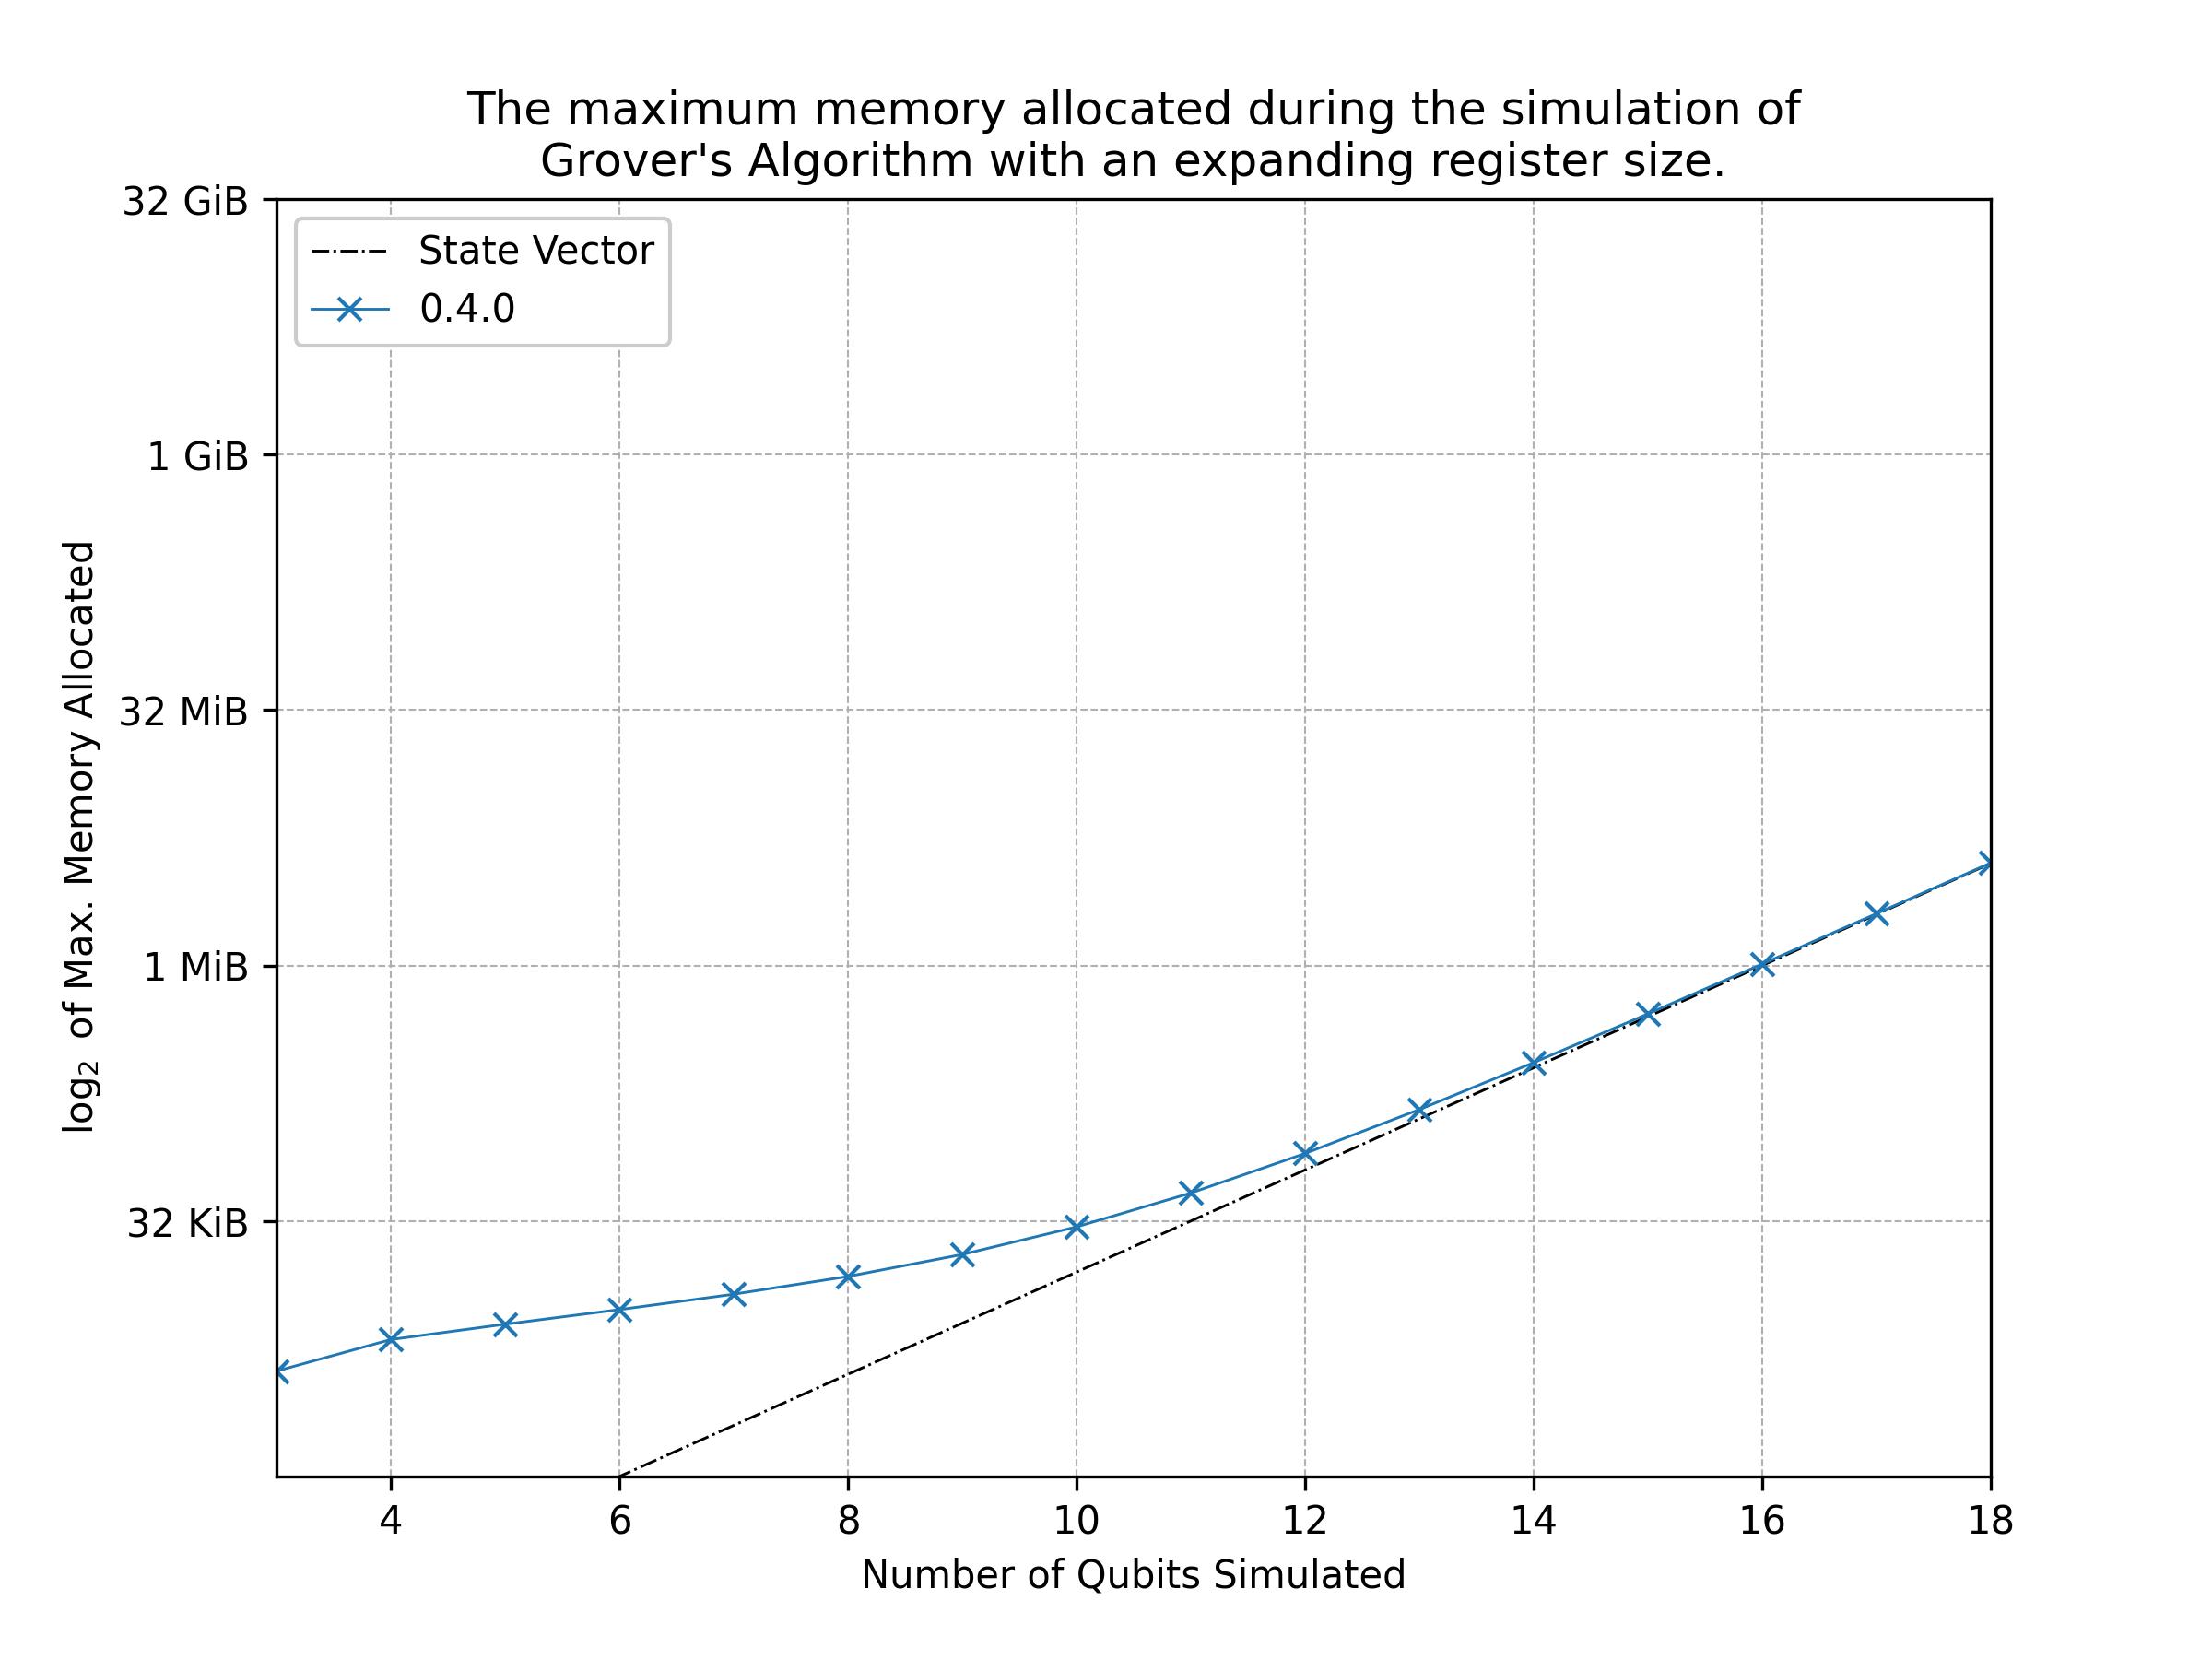 The maximum memory allocated during the simulation of
Grover's Algorithm with an expanding register size.
32 GiB
1 GiB
32 MiB
1 MiB
32 KiB
log₂ of Max. Memory Allocated
State Vector
0.4.0
4 6 8 10 12 14 16 18
Number of Qubits Simulated